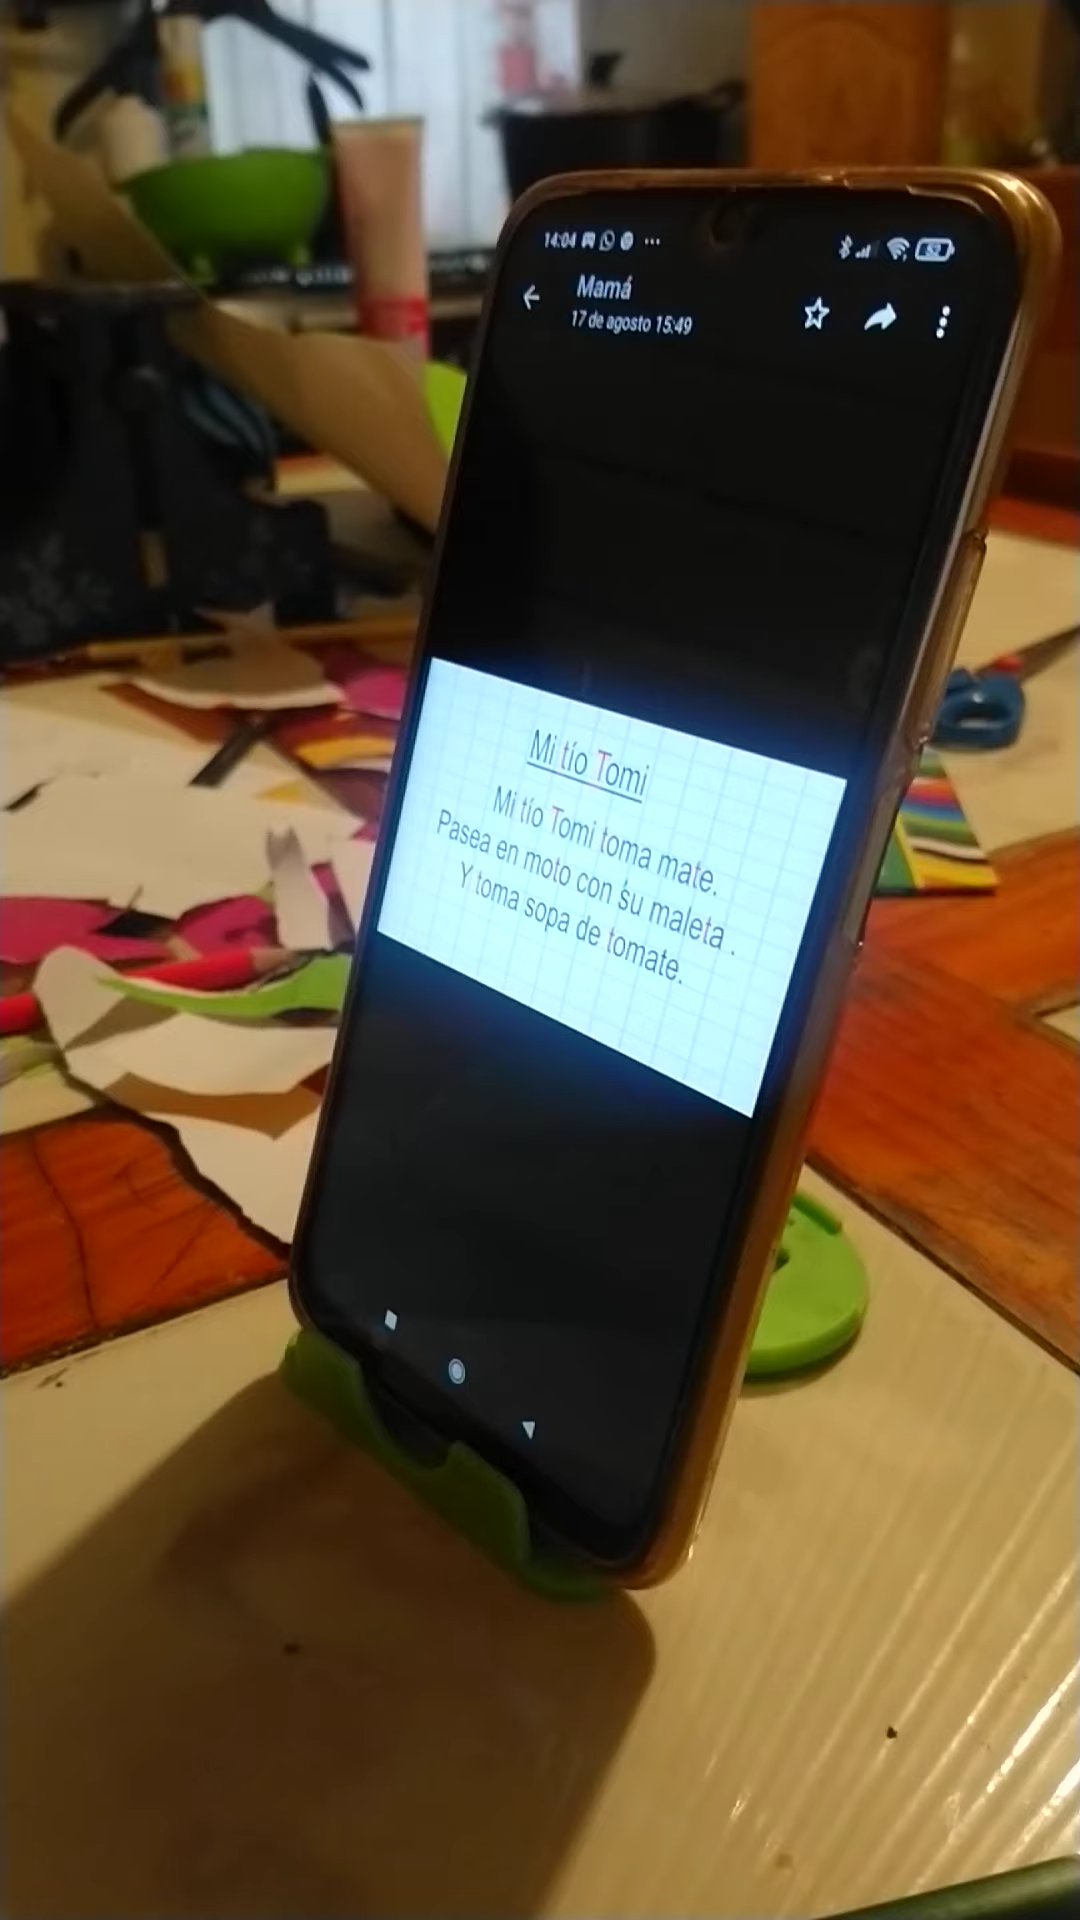 14:04
52
Mamá
17 de agosto 15:49
Mi tío Tomi
Mi tío Tomi toma mate.
Pasea en moto con su maleta .
Y toma sopa de tomate.